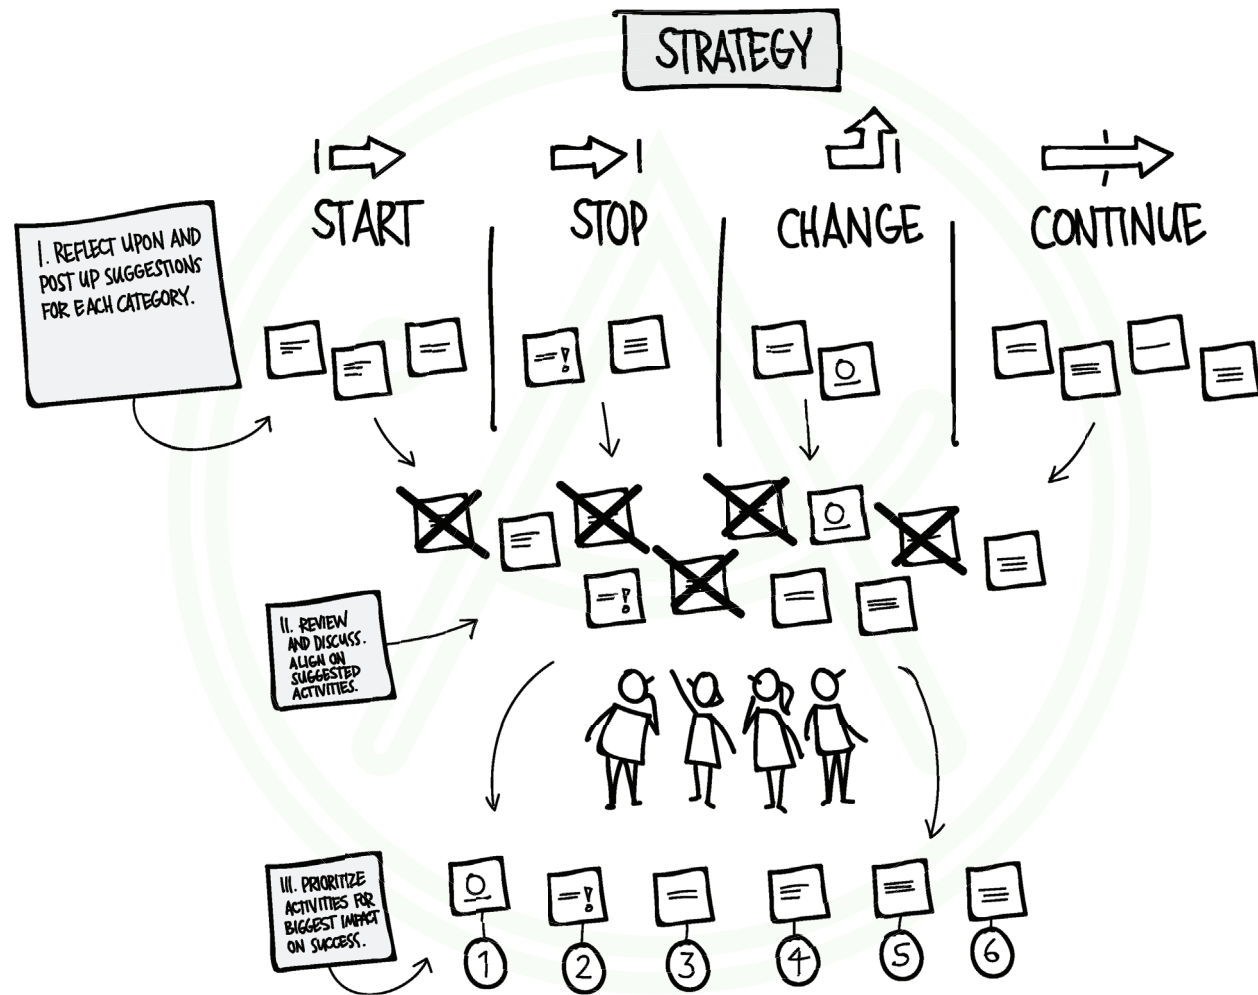 STRATEGY
START
STOP
CHANGE
CONTINUE
I. REFLECT UPON AND
POST UP SUGGESTIONS
FOR EACH CATEGORY.
II. REVIEW
AND DISCUSS.
ALIGN ON
SUGGESTED
ACTIVITIES.
III. PRIORITIZE
ACTIVITIES FOR
BIGGEST IMPACT
ON SUCCESS.
1
2
3
4
5
6